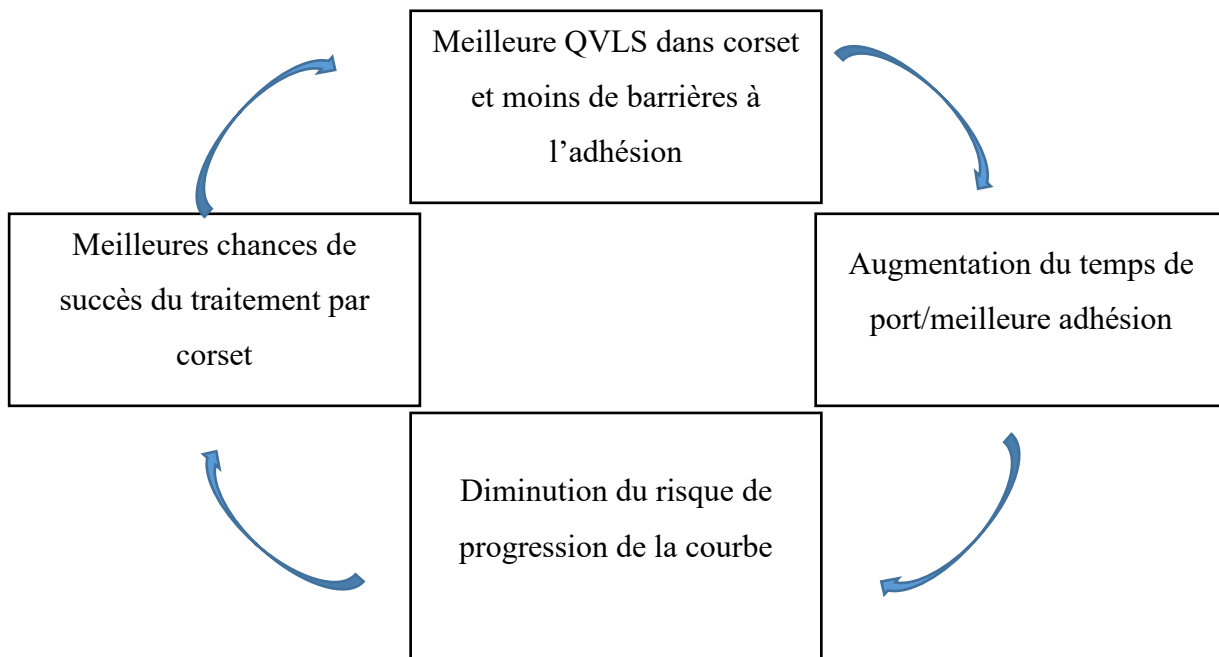 Meilleure QVLS dans corset
et moins de barrières à
l’adhésion
Meilleures chances de
succès du traitement par
corset
Augmentation du temps de
port/meilleure adhésion
Diminution du risque de
progression de la courbe